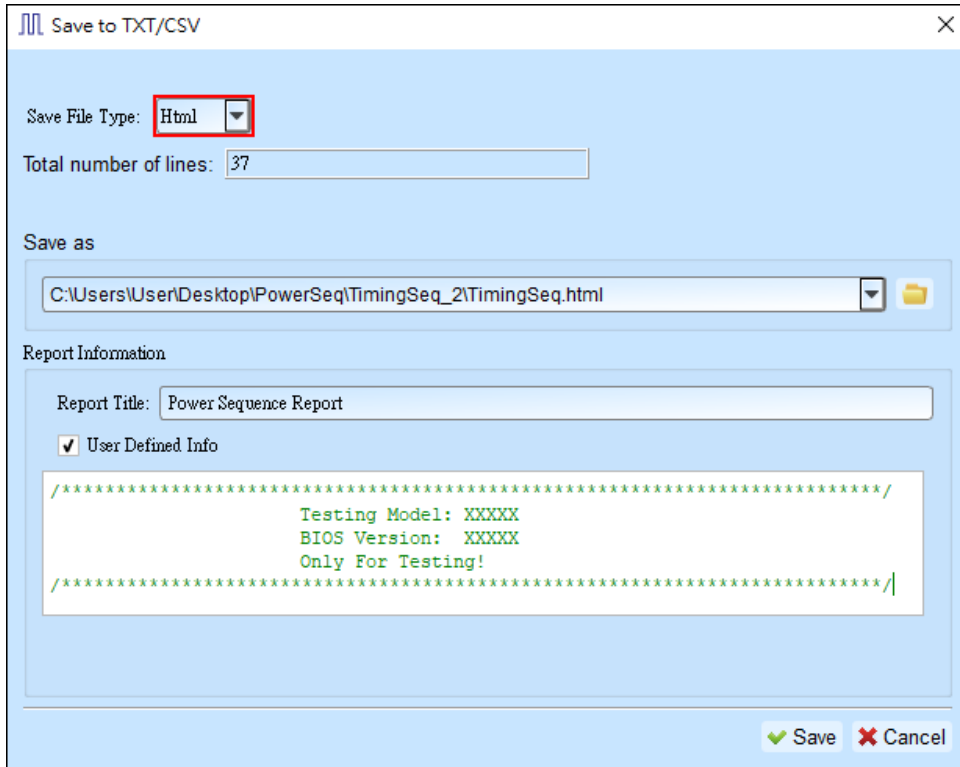 Save to TXT/CSV
Save File Type: Html
Total number of lines: 37
Save as
C:\Users\User\Desktop\PowerSeq\TimingSeq_2\TimingSeq.html
Report Information
Report Title: Power Sequence Report
User Defined Info
/***************************************************************************/
Testing Model: XXXXX
BIOS Version:  XXXXX
Only For Testing!
/***************************************************************************/
Save Cancel